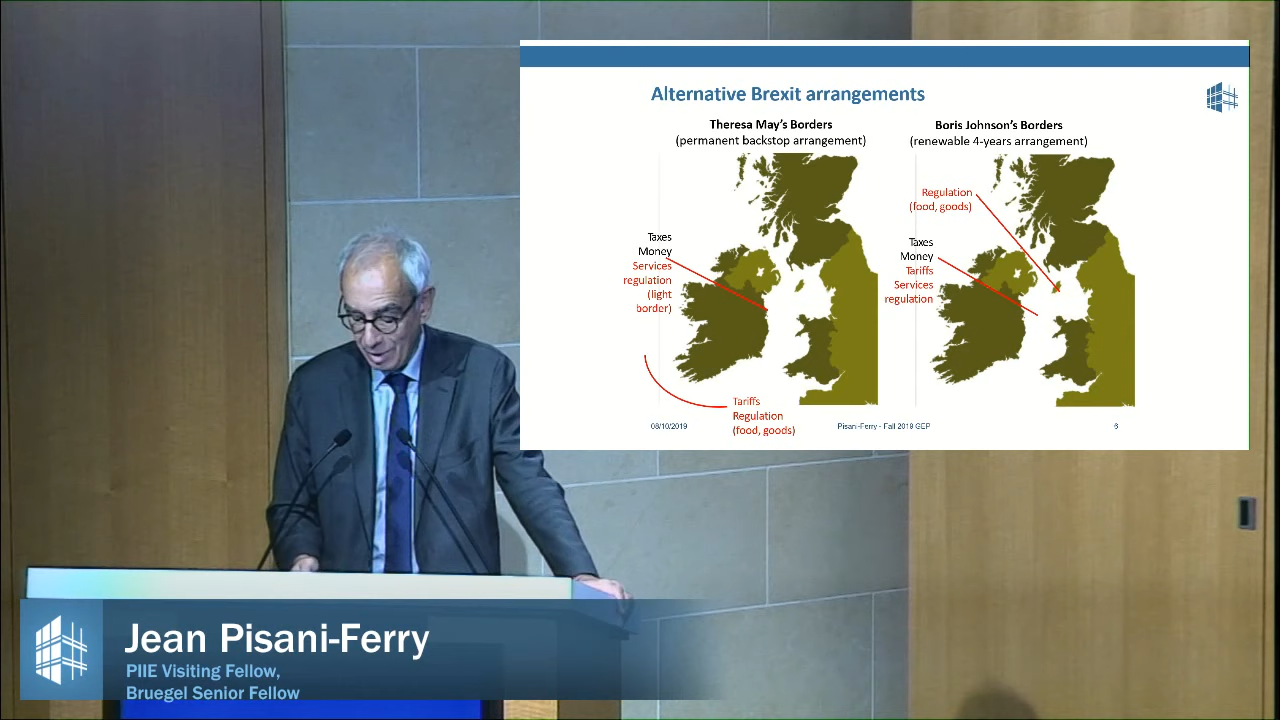 Alternative Brexit arrangements
Theresa May's Borders
(permanent backstop arrangement)
Boris Johnson's Borders
(renewable 4-years arrangement)
Taxes
Money
Services
regulation
(light
border)
Tariffs
Regulation
(food, goods)
Regulation
(food, goods)
Taxes
Money
Tariffs
Services
regulation
08/10/2019
Pisani-Ferry - Fall 2019 GEP
6
Jean Pisani-Ferry
PIIE Visiting Fellow,
Bruegel Senior Fellow